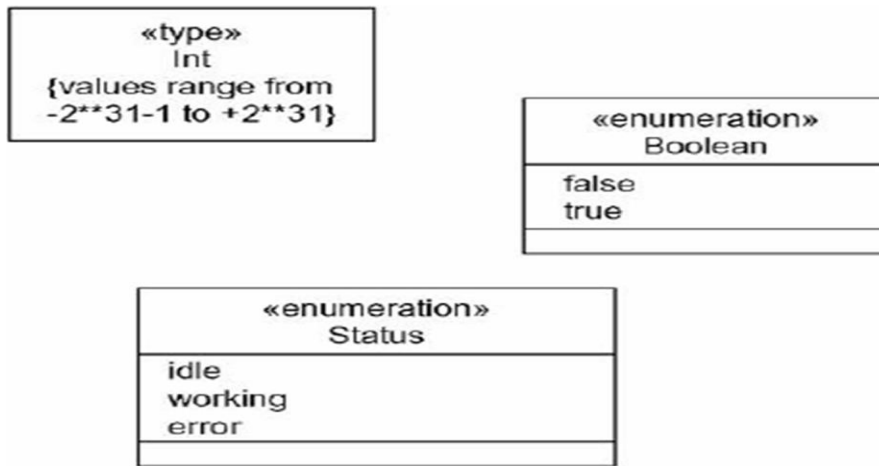 «type»
Int
{values range from
-2**31-1 to +2**31}
«enumeration»
Boolean
false
true
«enumeration»
Status
idle
working
error